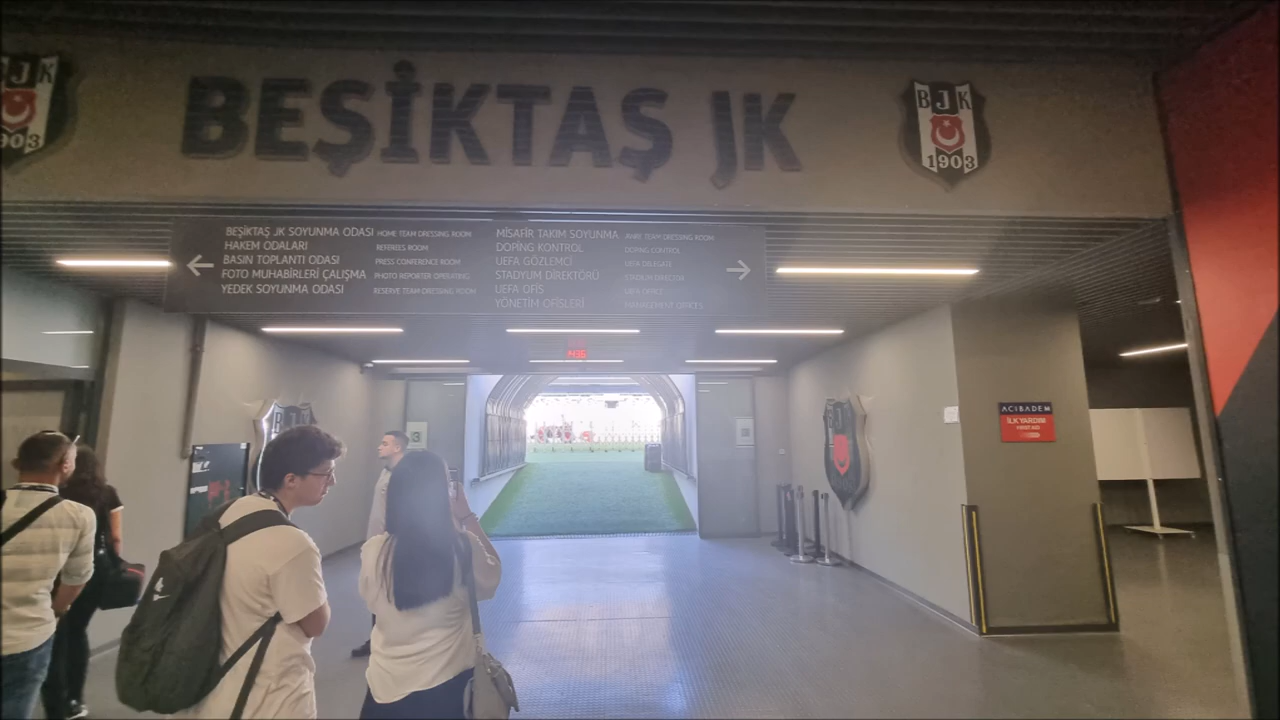 BJK
1903
BEŞİKTAŞ JK
BJK
1903
BEŞİKTAŞ JK SOYUNMA ODASI HOME TEAM DRESSING ROOM
HAKEM ODALARI REFEREES ROOM
BASIN TOPLANTI ODASI PRESS CONFERENCE ROOM
FOTO MUHABİRLERİ ÇALIŞMA PHOTO REPORTER OPERATING
YEDEK SOYUNMA ODASI RESERVE TEAM DRESSING ROOM
MİSAFİR TAKIM SOYUNMA AWAY TEAM DRESSING ROOM
DOPİNG KONTROL DOPING CONTROL
UEFA GÖZLEMCİ UEFA DELEGATE
STADYUM DİREKTÖRÜ STADIUM DIRECTOR
UEFA OFİS UEFA OFFICE
YÖNETİM OFİSLERİ MANAGEMENT OFFICES
ACIBADEM
İLK YARDIM
FIRST AID